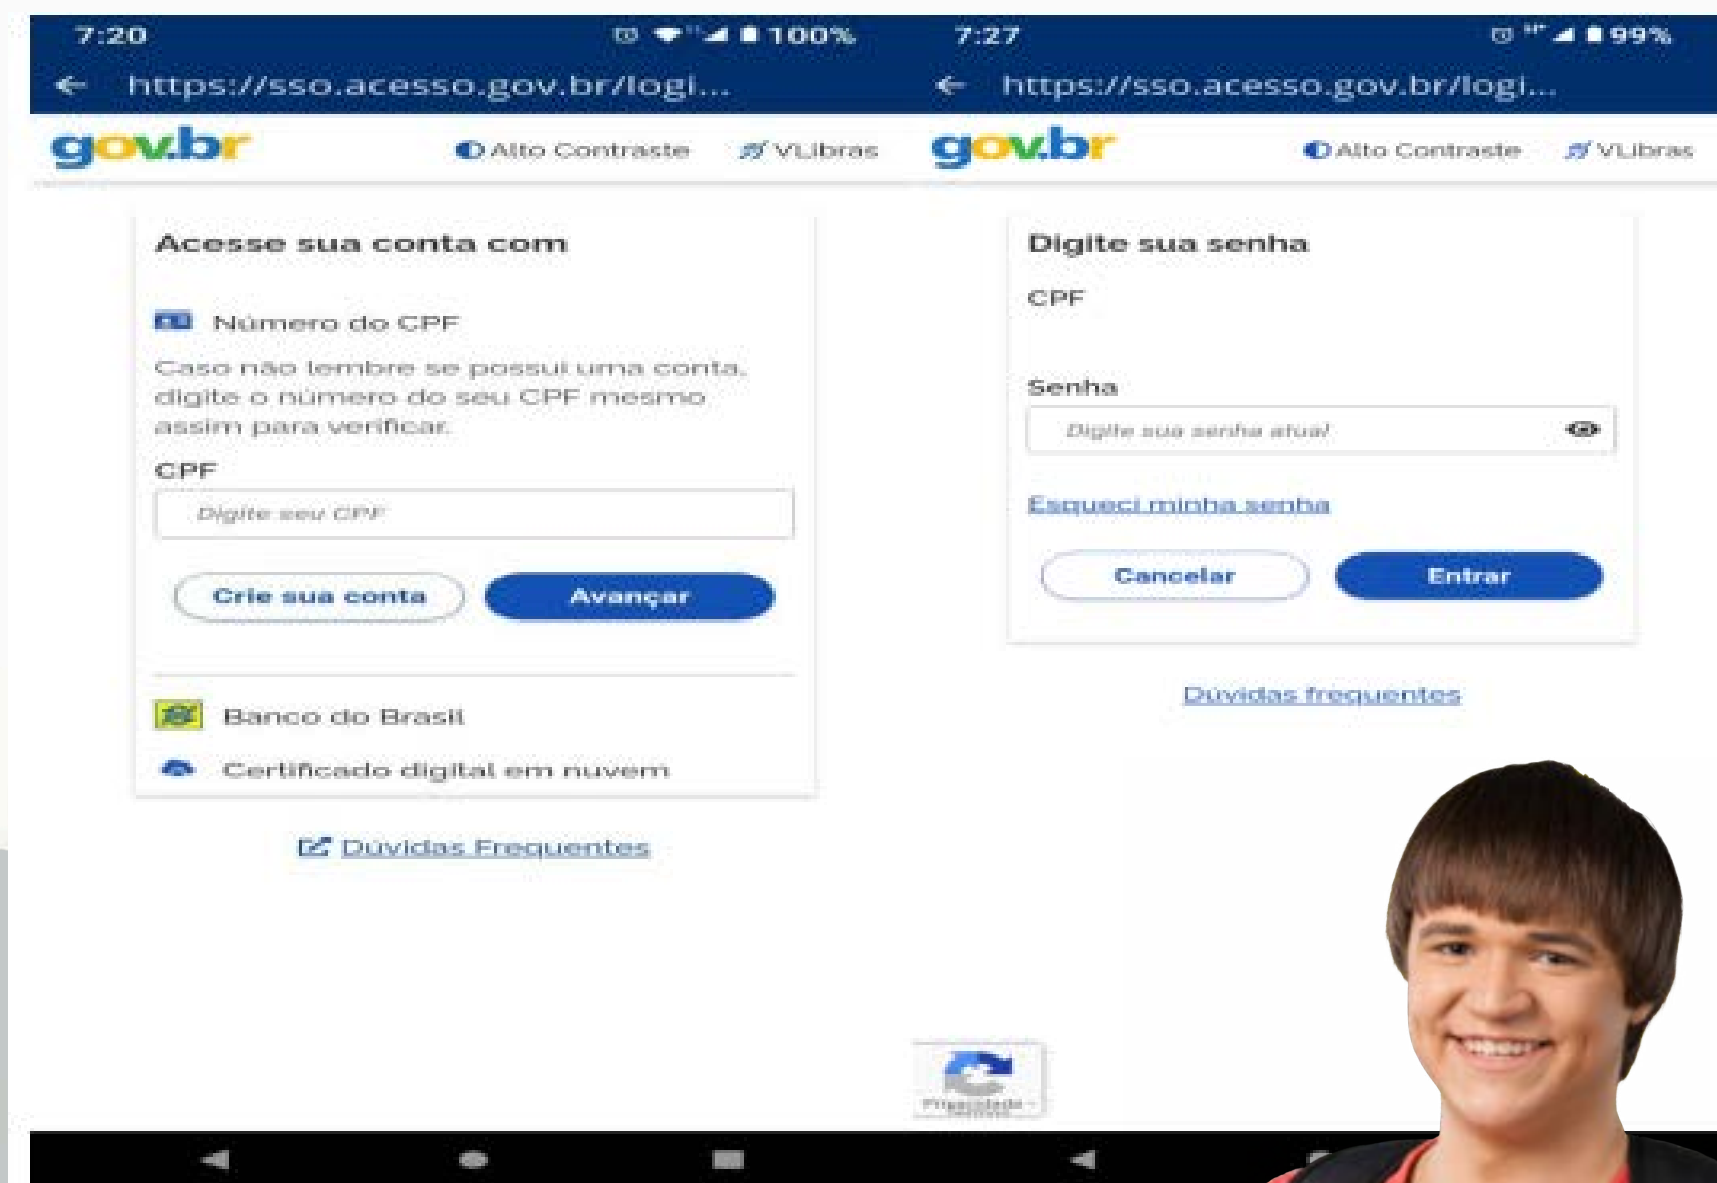 7:20
100%
https://sso.acesso.gov.br/logi...
gov.br
Alto Contraste
VLibras
Acesse sua conta com
Número do CPF
Caso não lembre se possui uma conta,
digite o número do seu CPF mesmo
assim para verificar.
CPF
Digite seu CPF
Crie sua conta
Avançar
Banco do Brasil
Certificado digital em nuvem
Dúvidas Frequentes
7:27
99%
https://sso.acesso.gov.br/logi...
gov.br
Alto Contraste
VLibras
Digite sua senha
CPF
Senha
Digite sua senha atual
Esqueci minha senha
Cancelar
Entrar
Dúvidas frequentes